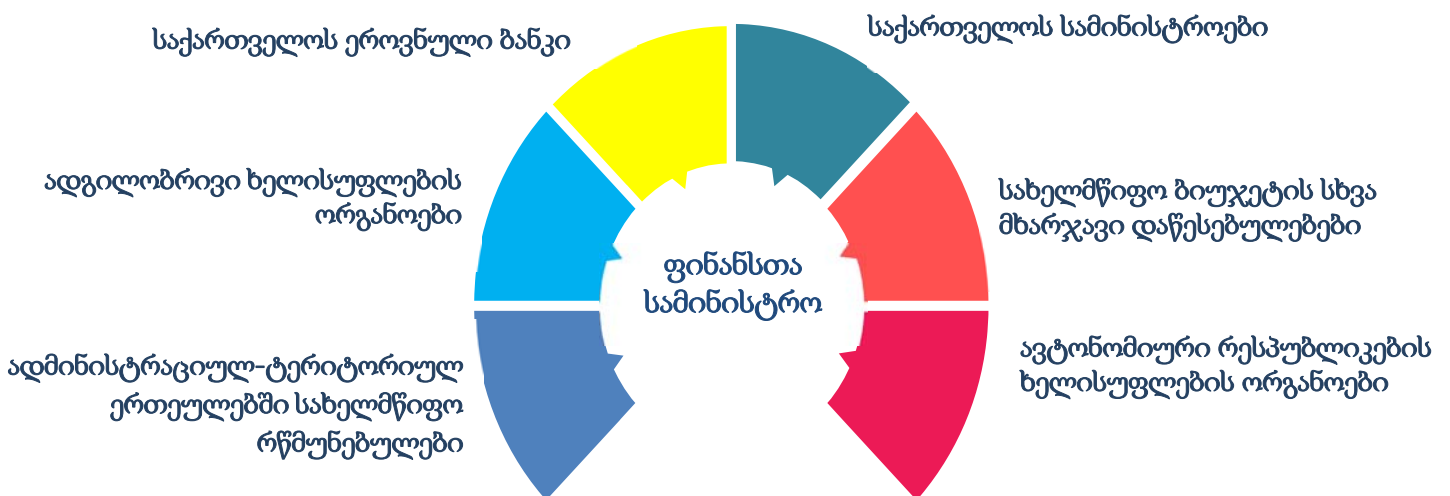 საქართველოს ეროვნული ბანკი
საქართველოს სამინისტროები
ადგილობრივი ხელისუფლების
ორგანოები
სახელმწიფო ბიუჯეტის სხვა
მხარჯავი დაწესებულებები
ფინანსთა
სამინისტრო
ადმინისტრაციულ-ტერიტორიულ
ერთეულებში სახელმწიფო
რწმუნებულები
ავტონომიური რესპუბლიკების
ხელისუფლების ორგანოები